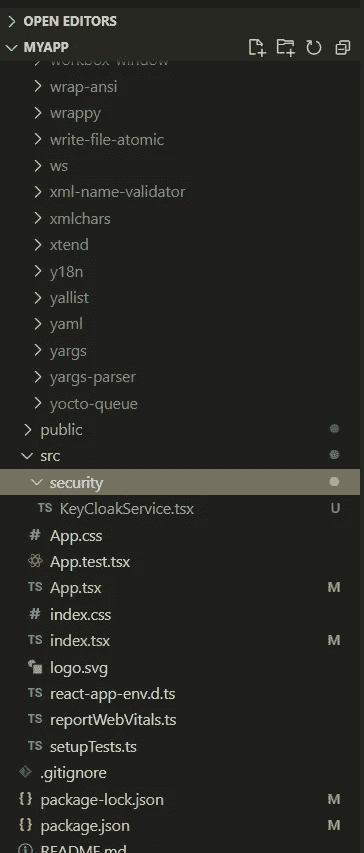 OPEN EDITORS
MYAPP
workbox-window
wrap-ansi
wrappy
write-file-atomic
ws
xml-name-validator
xmlchars
xtend
y18n
yallist
yaml
yargs
yargs-parser
yocto-queue
public
src
security
TS KeyCloakService.tsx U
# App.css
App.test.tsx
TS App.tsx M
# index.css
TS index.tsx M
logo.svg
TS react-app-env.d.ts
TS reportWebVitals.ts
TS setupTests.ts
.gitignore
{} package-lock.json M
{} package.json M
README.md